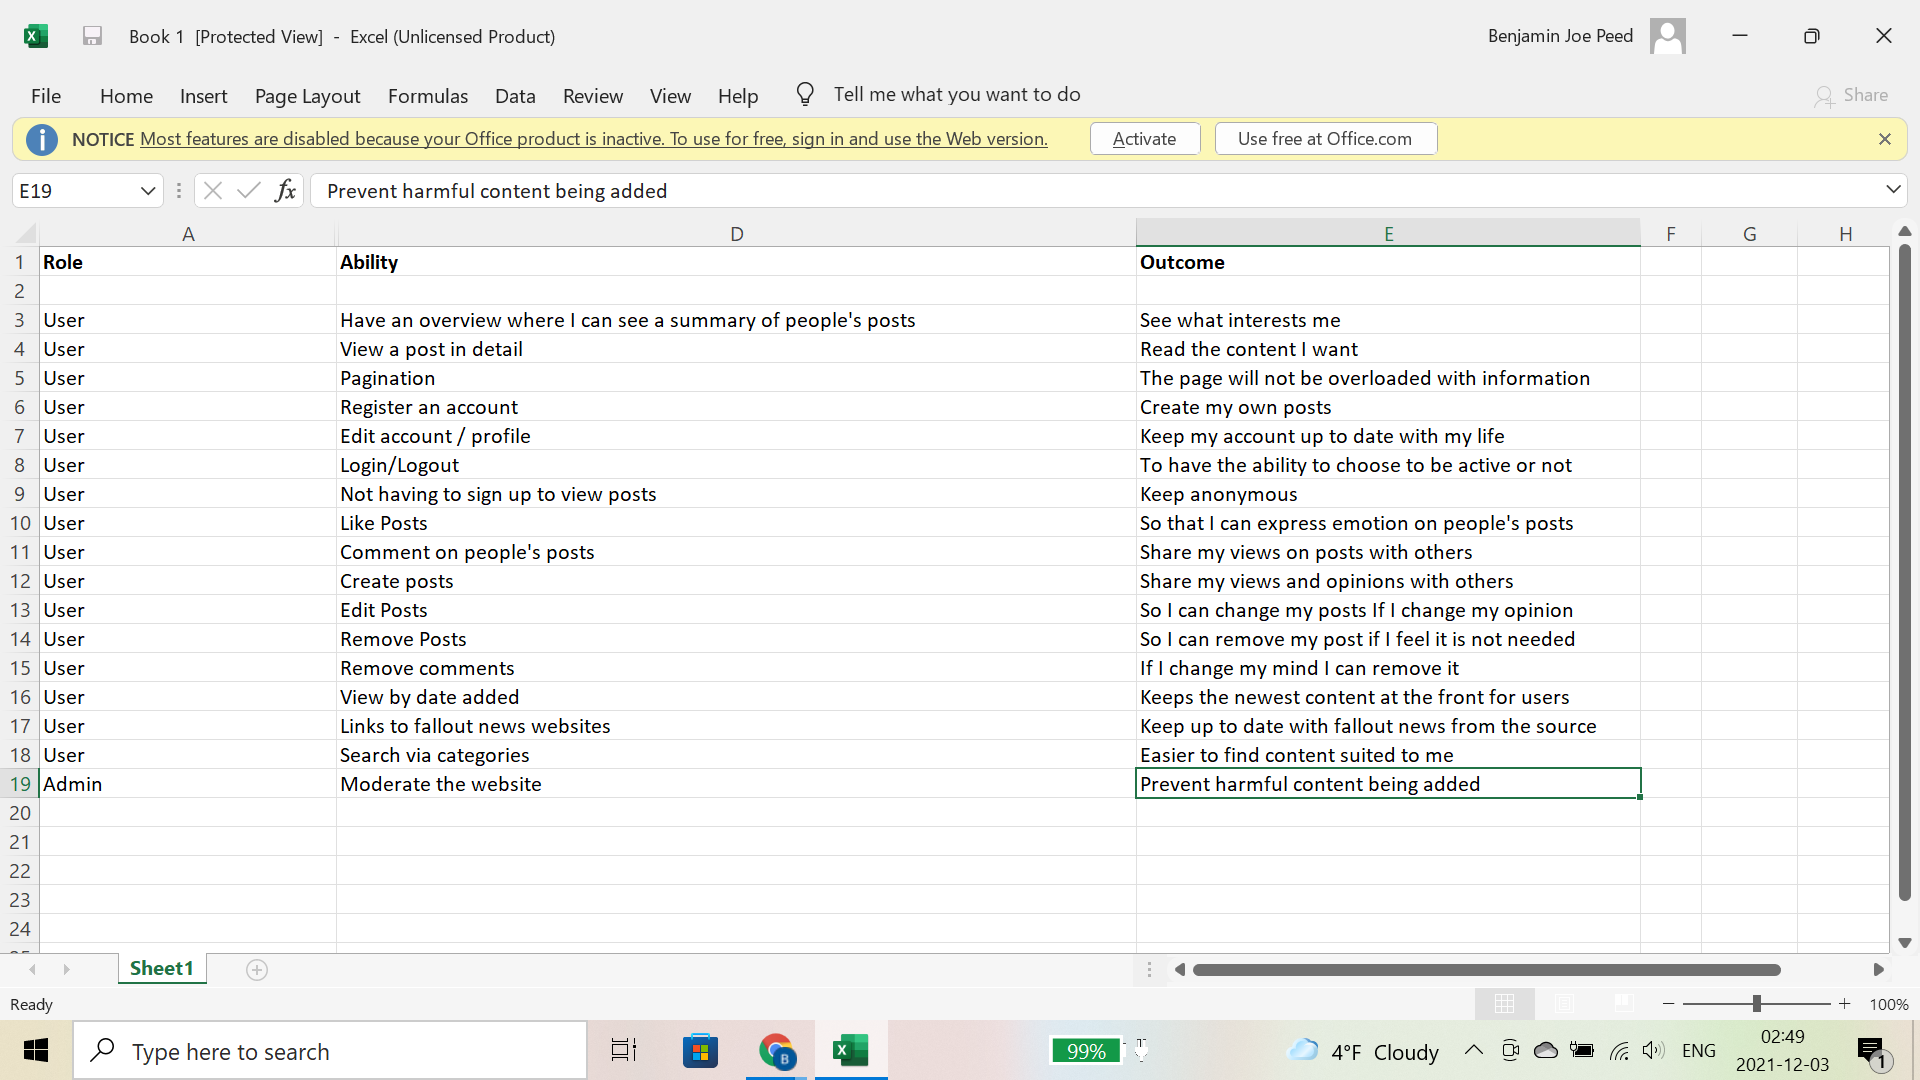 Book 1 [Protected View] - Excel (Unlicensed Product)
Benjamin Joe Peed
File Home Insert Page Layout Formulas Data Review View Help Tell me what you want to do Share
NOTICE Most features are disabled because your Office product is inactive. To use for free, sign in and use the Web version. Activate Use free at Office.com
E19 fx Prevent harmful content being added
A D E F G H
1 Role Ability Outcome
2
3 User Have an overview where I can see a summary of people's posts See what interests me
4 User View a post in detail Read the content I want
5 User Pagination The page will not be overloaded with information
6 User Register an account Create my own posts
7 User Edit account / profile Keep my account up to date with my life
8 User Login/Logout To have the ability to choose to be active or not
9 User Not having to sign up to view posts Keep anonymous
10 User Like Posts So that I can express emotion on people's posts
11 User Comment on people's posts Share my views on posts with others
12 User Create posts Share my views and opinions with others
13 User Edit Posts So I can change my posts If I change my opinion
14 User Remove Posts So I can remove my post if I feel it is not needed
15 User Remove comments If I change my mind I can remove it
16 User View by date added Keeps the newest content at the front for users
17 User Links to fallout news websites Keep up to date with fallout news from the source
18 User Search via categories Easier to find content suited to me
19 Admin Moderate the website Prevent harmful content being added
20
21
22
23
24
Sheet1
Ready 100%
Type here to search B 99% 4°F Cloudy ENG 02:49
2021-12-03 1